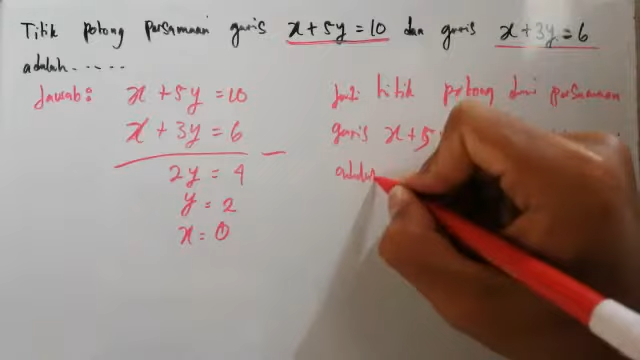 Titik potong persamaan garis x + 5y = 10 dan garis x + 3y = 6
adalah.....
Jawab: x + 5y = 10
x + 3y = 6
2y = 4
y = 2
x = 0
Jadi titik potong dari persamaan
garis x + 5y
adalah